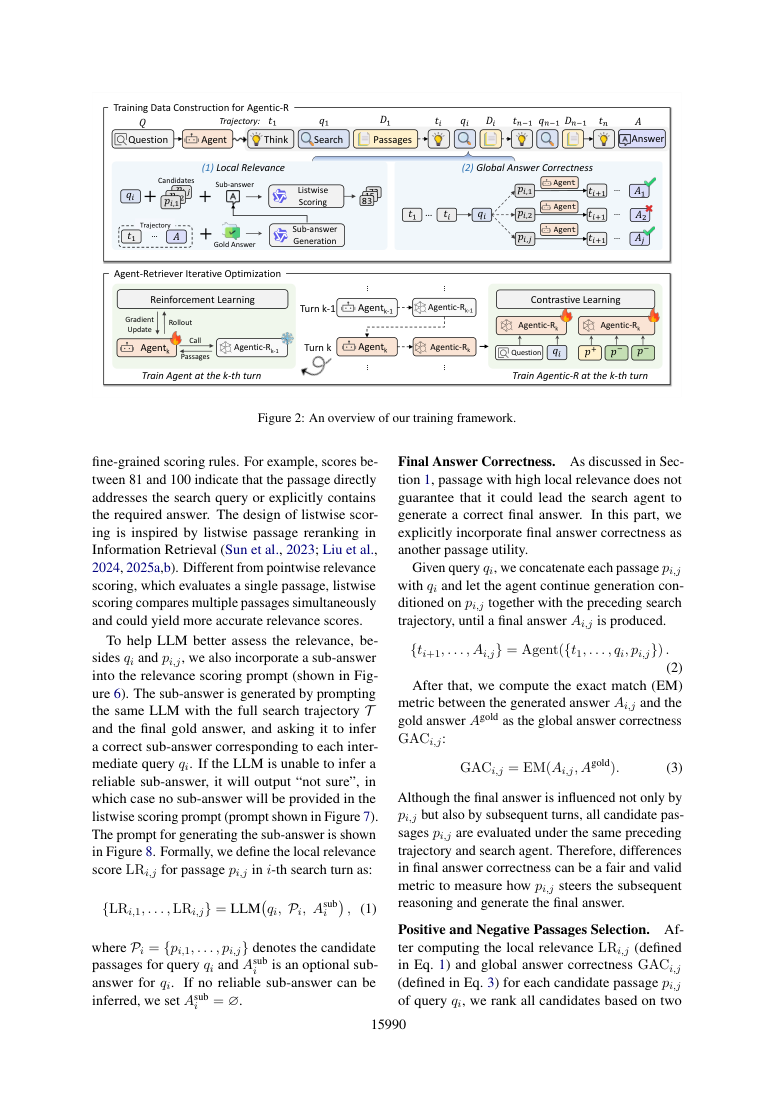 Training Data Construction for Agentic-R
Q Trajectory: t1 q1 D1 ti qi Di tn−1 qn−1 Dn−1 tn A
Question Agent Think Search Passages Answer
(1) Local Relevance
Candidates
qi + pi,1 + Sub-answer A Listwise Scoring 83
Trajectory
t1 ... A + Gold Answer Sub-answer Generation
(2) Global Answer Correctness
pi,1 Agent ti+1 ... A1
t1 ... ti qi pi,2 Agent ti+1 ... A2
pi,j Agent ti+1 ... Aj
Agent-Retriever Iterative Optimization
Reinforcement Learning
Gradient Update Rollout
Agentk Call Passages Agentic-Rk-1
Train Agent at the k-th turn
Turn k-1 Agentk-1 Agentic-Rk-1
Turn k Agentk Agentic-Rk
Contrastive Learning
Agentic-Rk Agentic-Rk
Question qi p+ p− p−
Train Agentic-R at the k-th turn
Figure 2: An overview of our training framework.
fine-grained scoring rules. For example, scores be-
tween 81 and 100 indicate that the passage directly
addresses the search query or explicitly contains
the required answer. The design of listwise scor-
ing is inspired by listwise passage reranking in
Information Retrieval (Sun et al., 2023; Liu et al.,
2024, 2025a,b). Different from pointwise relevance
scoring, which evaluates a single passage, listwise
scoring compares multiple passages simultaneously
and could yield more accurate relevance scores.
To help LLM better assess the relevance, be-
sides qi and pi,j, we also incorporate a sub-answer
into the relevance scoring prompt (shown in Fig-
ure 6). The sub-answer is generated by prompting
the same LLM with the full search trajectory T
and the final gold answer, and asking it to infer
a correct sub-answer corresponding to each inter-
mediate query qi. If the LLM is unable to infer a
reliable sub-answer, it will output “not sure”, in
which case no sub-answer will be provided in the
listwise scoring prompt (prompt shown in Figure 7).
The prompt for generating the sub-answer is shown
in Figure 8. Formally, we define the local relevance
score LRi,j for passage pi,j in i-th search turn as:
{LRi,1, . . . , LRi,j} = LLM(qi, Pi, Ai^sub), (1)
where Pi = {pi,1, . . . , pi,j} denotes the candidate
passages for query qi and Ai^sub is an optional sub-
answer for qi. If no reliable sub-answer can be
inferred, we set Ai^sub = ∅.
Final Answer Correctness. As discussed in Sec-
tion 1, passage with high local relevance does not
guarantee that it could lead the search agent to
generate a correct final answer. In this part, we
explicitly incorporate final answer correctness as
another passage utility.
Given query qi, we concatenate each passage pi,j
with qi and let the agent continue generation con-
ditioned on pi,j together with the preceding search
trajectory, until a final answer Ai,j is produced.
{ti+1, . . . , Ai,j} = Agent({t1, . . . , qi, pi,j}) .
(2)
After that, we compute the exact match (EM)
metric between the generated answer Ai,j and the
gold answer A^gold as the global answer correctness
GACi,j:
GACi,j = EM(Ai,j, A^gold). (3)
Although the final answer is influenced not only by
pi,j but also by subsequent turns, all candidate pas-
sages pi,j are evaluated under the same preceding
trajectory and search agent. Therefore, differences
in final answer correctness can be a fair and valid
metric to measure how pi,j steers the subsequent
reasoning and generate the final answer.
Positive and Negative Passages Selection. Af-
ter computing the local relevance LRi,j (defined
in Eq. 1) and global answer correctness GACi,j
(defined in Eq. 3) for each candidate passage pi,j
of query qi, we rank all candidates based on two
15990